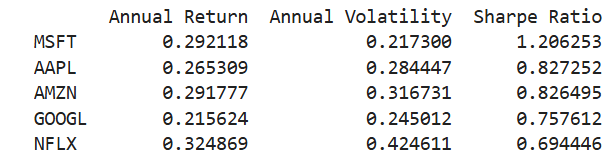 Annual Return Annual Volatility Sharpe Ratio
MSFT 0.292118 0.217300 1.206253
AAPL 0.265309 0.284447 0.827252
AMZN 0.291777 0.316731 0.826495
GOOGL 0.215624 0.245012 0.757612
NFLX 0.324869 0.424611 0.694446